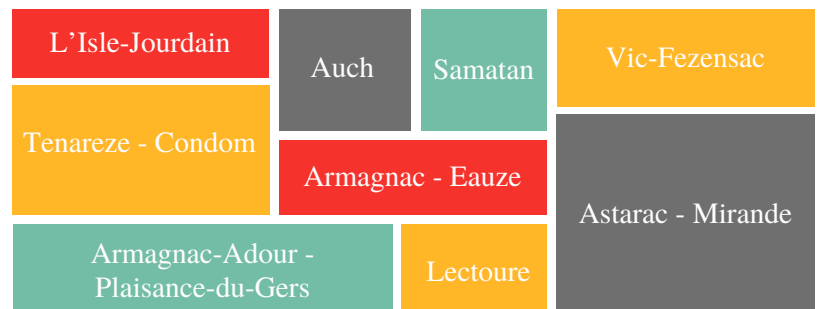 L'Isle-Jourdain
Auch
Samatan
Vic-Fezensac
Tenareze - Condom
Armagnac - Eauze
Astarac - Mirande
Armagnac-Adour -
Plaisance-du-Gers
Lectoure